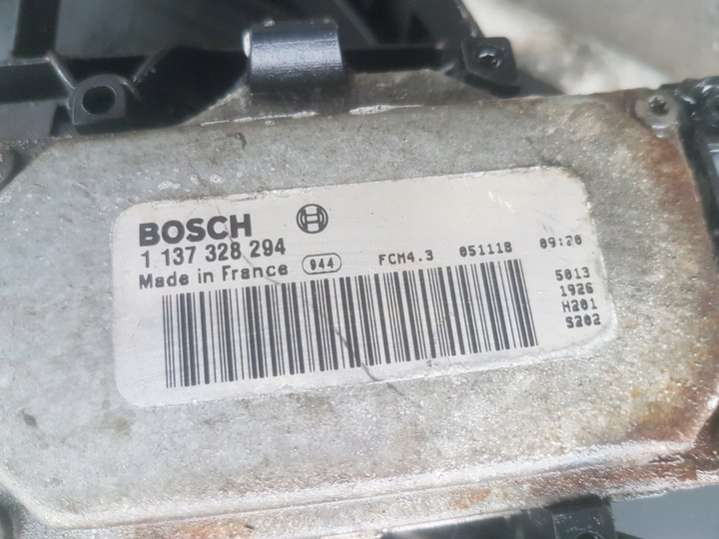 BOSCH
1 137 328 294
Made in France 944 FCM4.3 051118 09:20
5013
1926
H201
S202